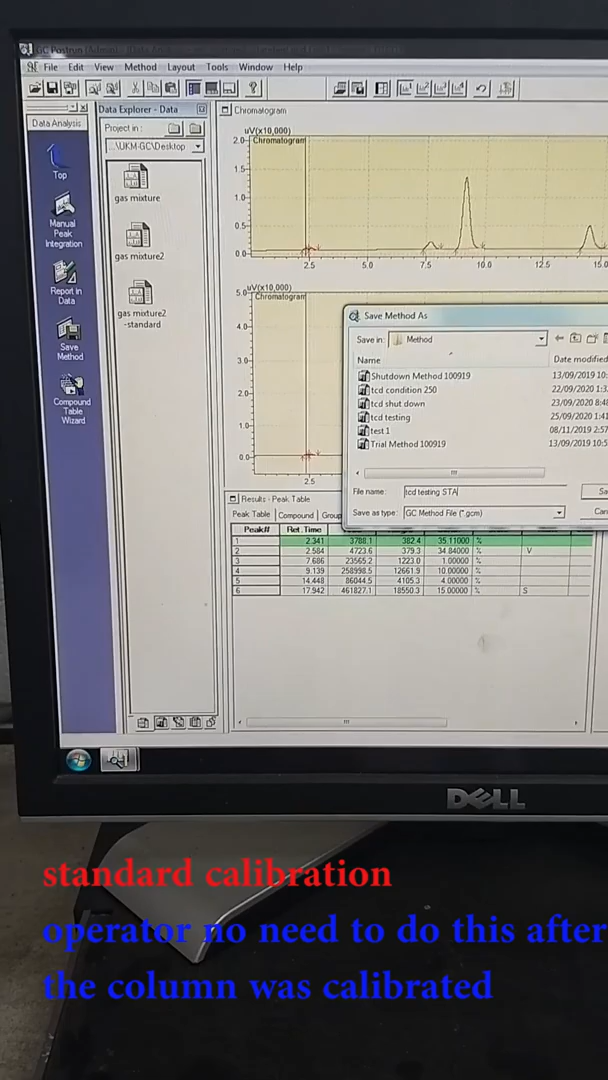 GC Postrun
File Edit View Method Layout Tools Window Help
Data Analysis
Data Explorer - Data
Chromatogram
Project in :
...\UKM-GC\Desktop
Top
Manual
Peak
Integration
Report in
Data
Save
Method
Compound
Table
Wizard
gas mixture
gas mixture2
gas mixture2
-standard
uV(x10,000)
Chromatogram
2.0
1.5
1.0
0.5
0.0
2.5 5.0 7.5 10.0 12.5 15.0
uV(x10,000)
Chromatogram
5.0
4.0
3.0
2.0
1.0
0.0
2.5
Save Method As
Save in: Method
Name Date modified
Shutdown Method 100919 13/09/2019 10:
tcd condition 250 22/09/2020 1:3
tcd shut down 23/09/2020 8:48
tcd testing 25/09/2020 1:41
test1 08/11/2019 2:57
Trial Method 100919 13/09/2019 10:5
File name: tcd testing STA
Sa
Save as type: GC Method File (*.gcm)
Can
Results - Peak Table
Peak Table Compound Group
Peak# Ret.Time
1 2.341 3788.1 382.4 35.11000 %
2 2.584 4723.6 379.3 34.84000 % V
3 7.686 23565.2 1223.0 1.00000 %
4 9.139 258998.5 12661.9 10.00000 %
5 14.448 86044.5 4105.3 4.00000 %
6 17.942 461827.1 18550.3 15.00000 % S
DELL
standard calibration
operator no need to do this after
the column was calibrated